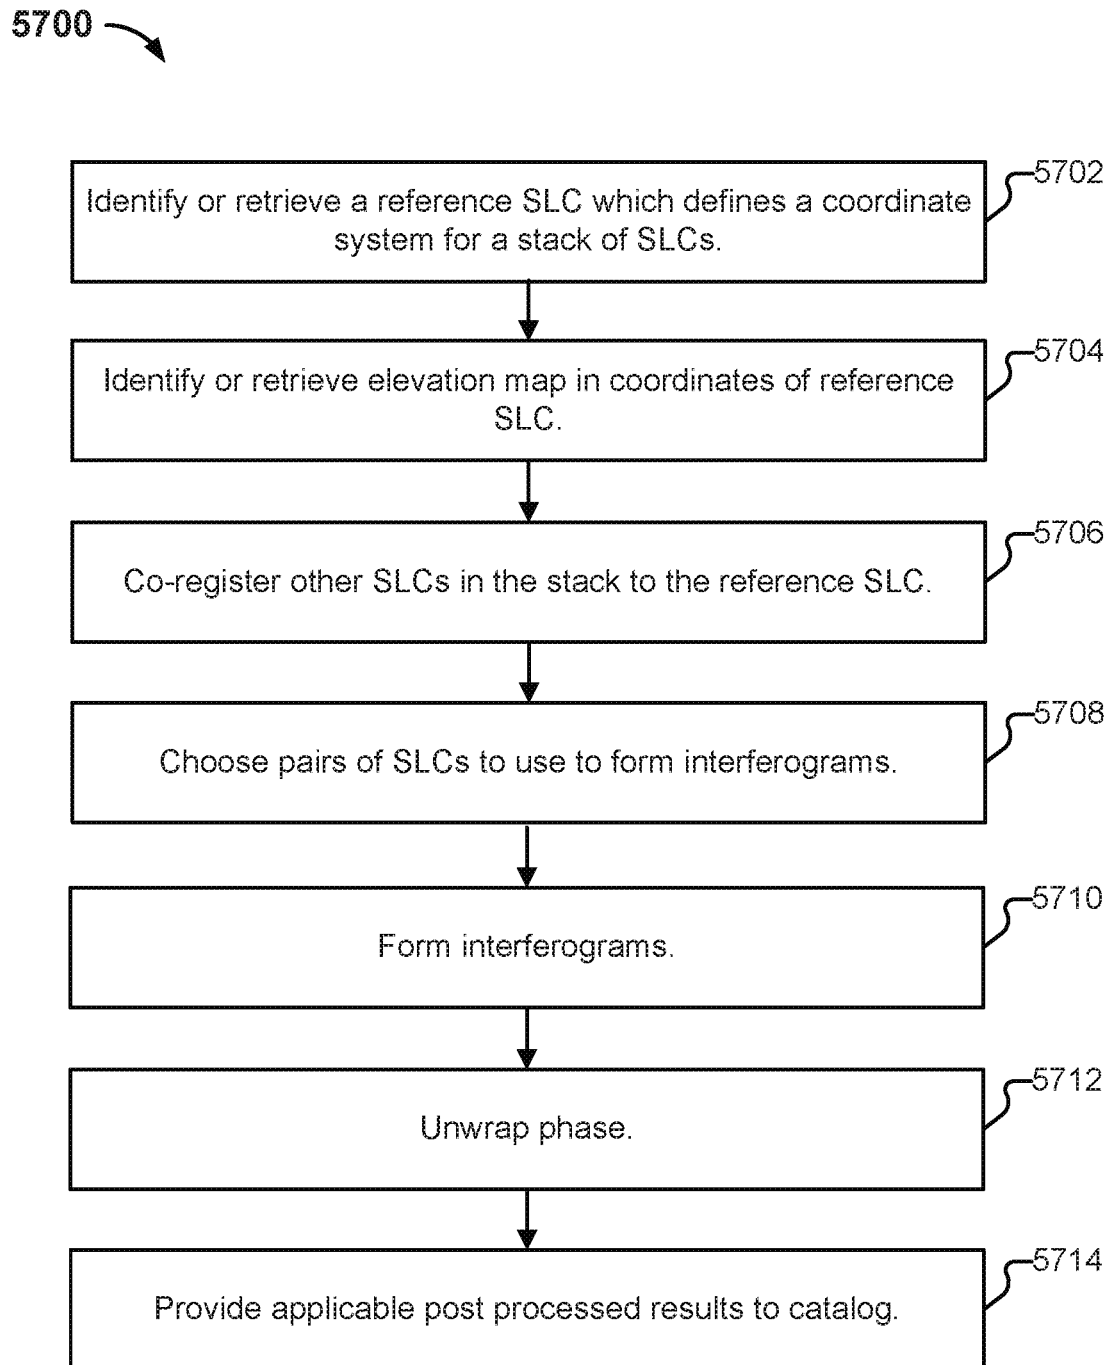 5700
5702
Identify or retrieve a reference SLC which defines a coordinate
system for a stack of SLCs.
5704
Identify or retrieve elevation map in coordinates of reference
SLC.
5706
Co-register other SLCs in the stack to the reference SLC.
5708
Choose pairs of SLCs to use to form interferograms.
5710
Form interferograms.
5712
Unwrap phase.
5714
Provide applicable post processed results to catalog.